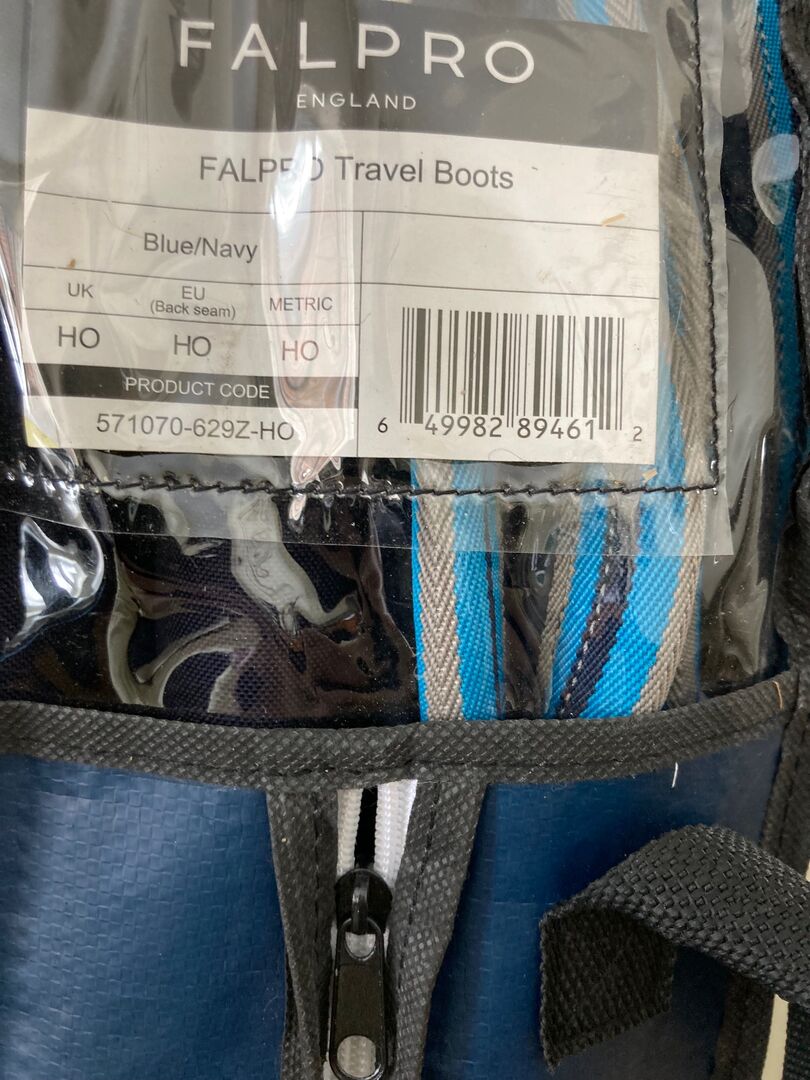 FALPRO
ENGLAND
FALPRO Travel Boots
Blue/Navy
UK EU METRIC
(Back seam)
HO HO HO
PRODUCT CODE
571070-629Z-HO
6 49982 89461 2